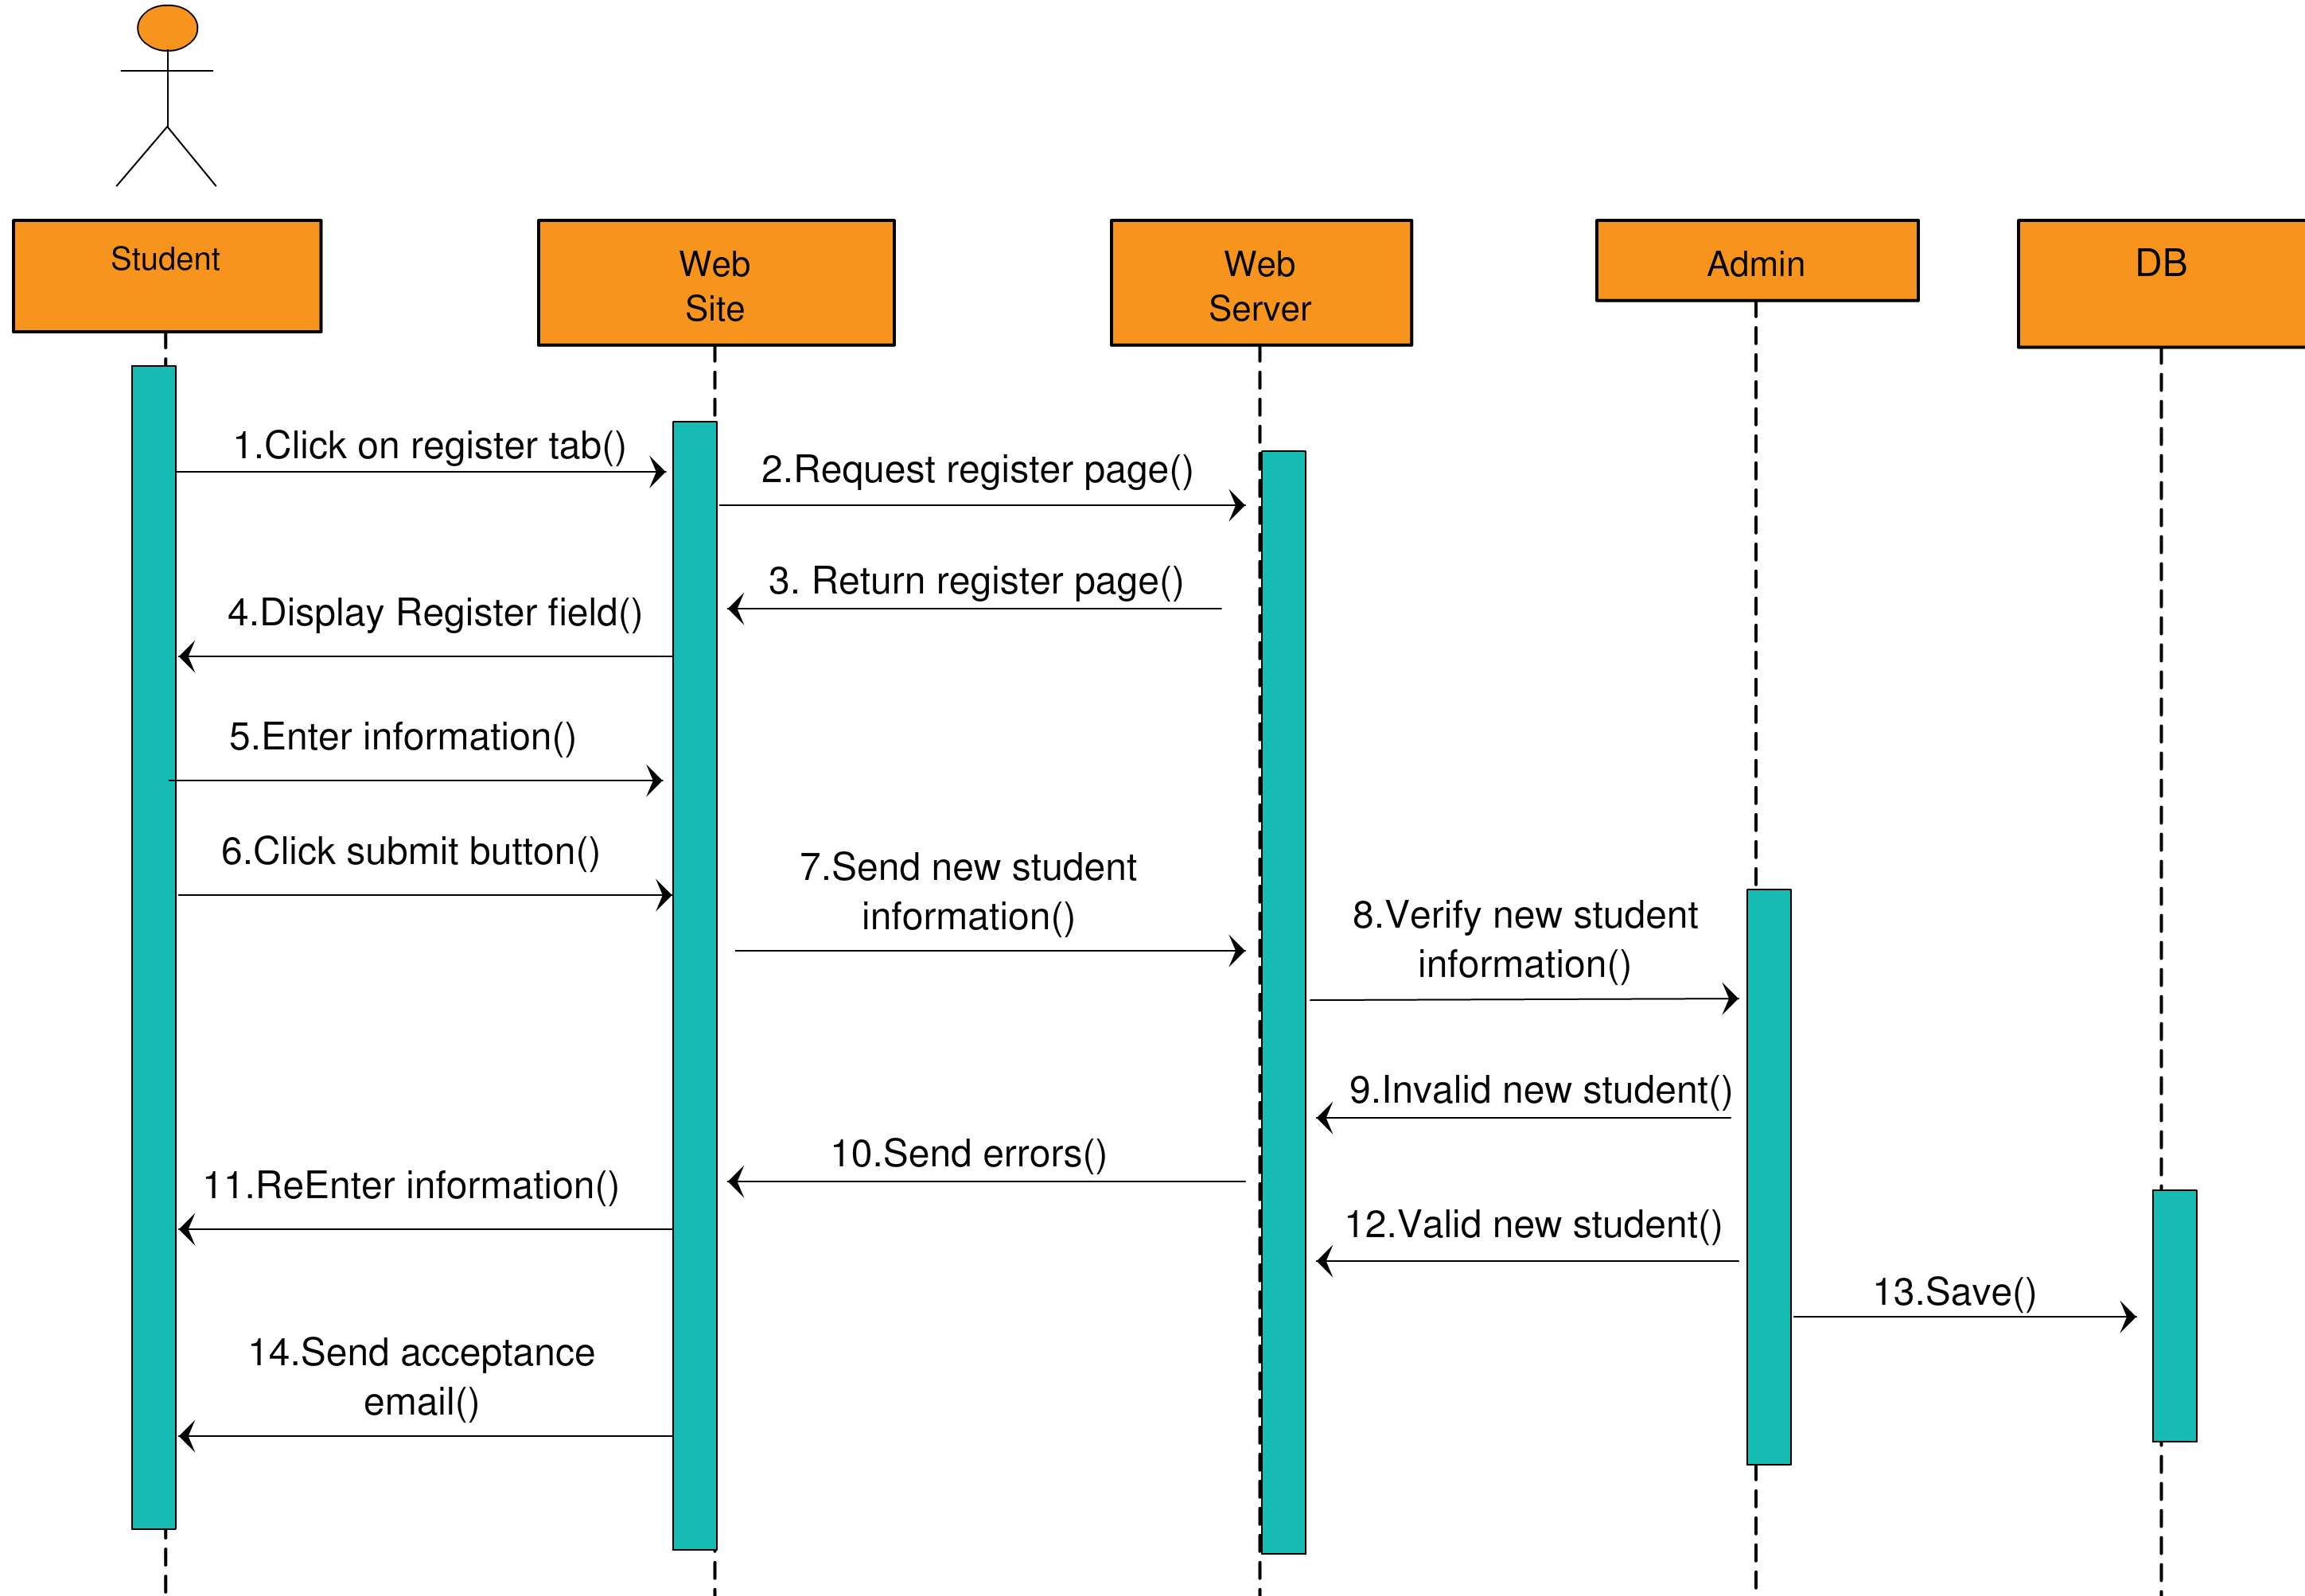 Student
Web
Site
Web
Server
Admin
DB
1.Click on register tab()
2.Request register page()
3. Return register page()
4.Display Register field()
5.Enter information()
6.Click submit button()
7.Send new student
information()
8.Verify new student
information()
9.Invalid new student()
10.Send errors()
11.ReEnter information()
12.Valid new student()
13.Save()
14.Send acceptance
email()